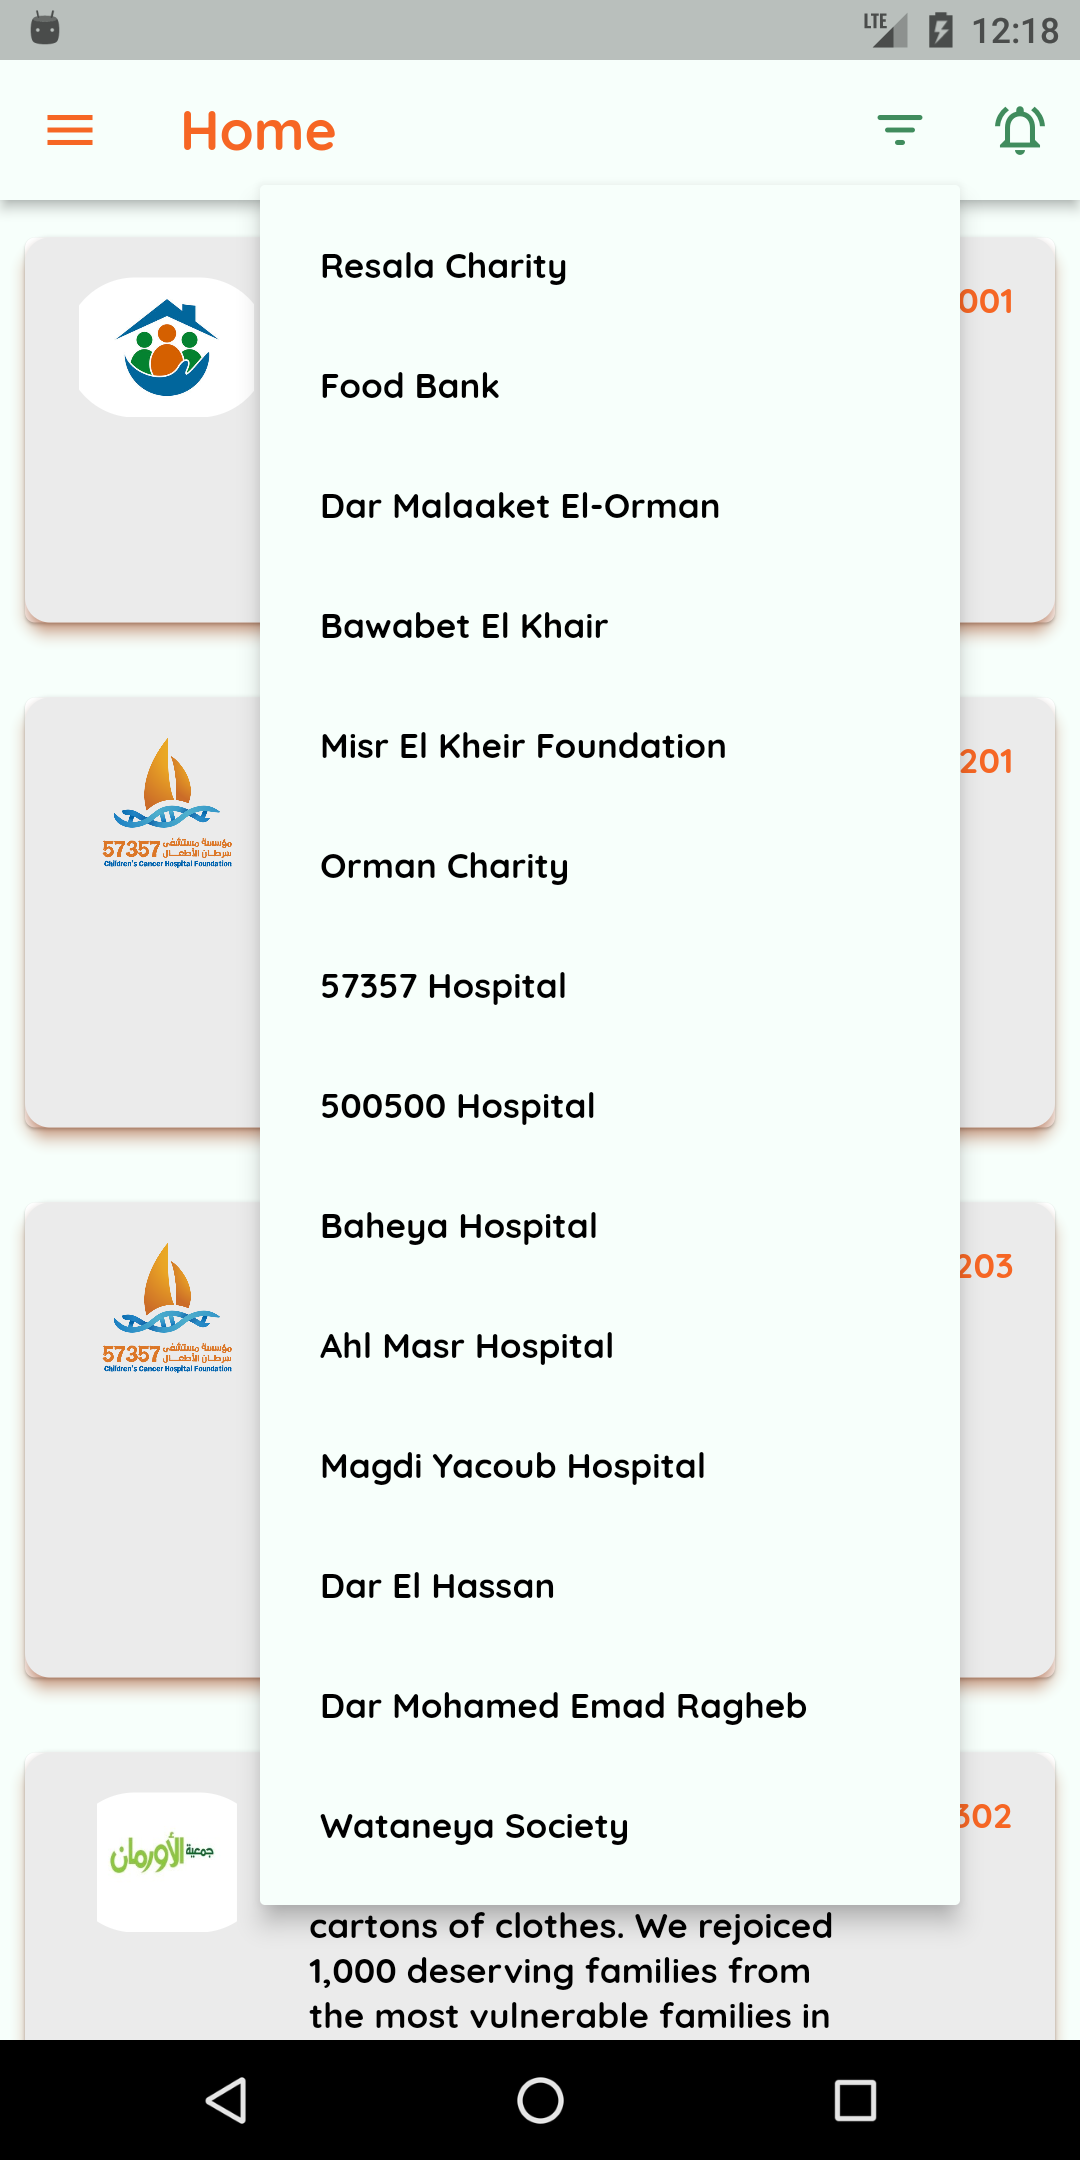 LTE 12:18
Home
Resala Charity
001
Food Bank
Dar Malaaket El-Orman
Bawabet El Khair
Misr El Kheir Foundation
201
57357 مؤسسة مستشفى
سرطان الأطفال
Children's Cancer Hospital Foundation
Orman Charity
57357 Hospital
500500 Hospital
Baheya Hospital
203
Ahl Masr Hospital
57357 مؤسسة مستشفى
سرطان الأطفال
Children's Cancer Hospital Foundation
Magdi Yacoub Hospital
Dar El Hassan
Dar Mohamed Emad Ragheb
Wataneya Society
302
جمعية الأورمان
cartons of clothes. We rejoiced
1,000 deserving families from
the most vulnerable families in